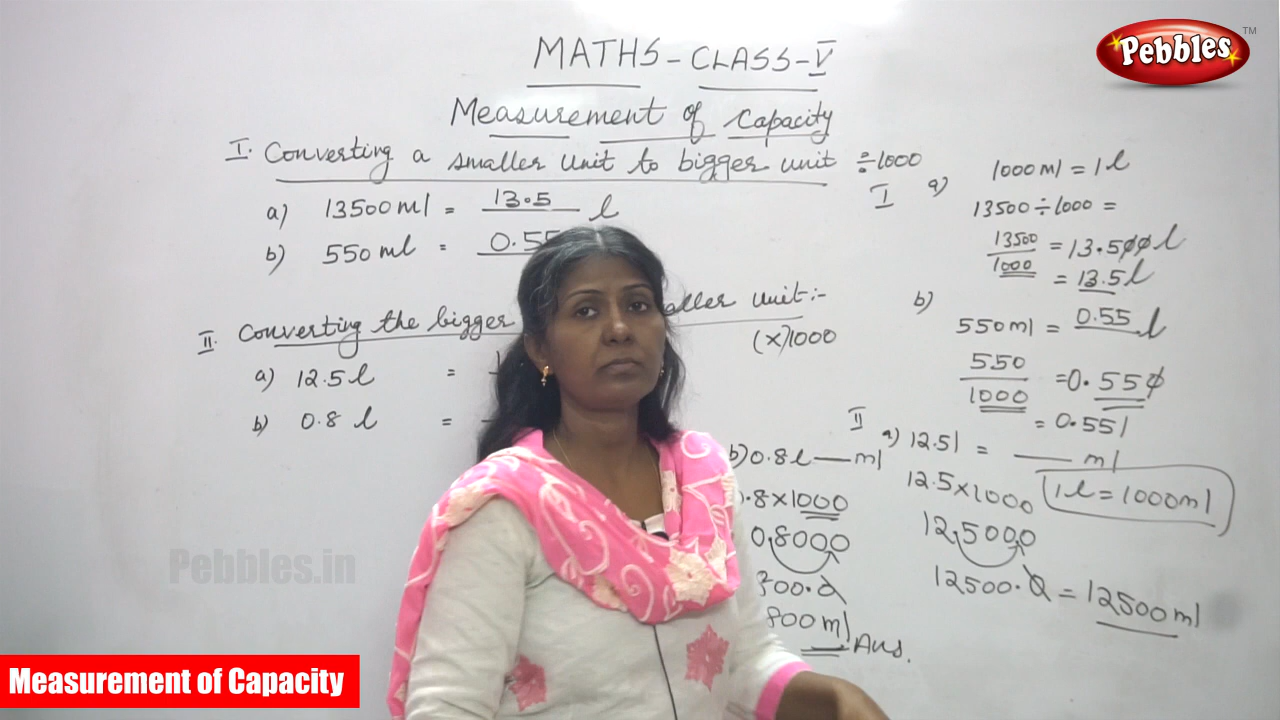 Pebbles TM
MATHS - CLASS - V
Measurement of Capacity
I. Converting a smaller unit to bigger unit ÷1000
a) 13500 ml = 13.5 l
b) 550 ml = 0.55
II Converting the bigger unit:-
(x)1000
a) 12.5 l =
b) 0.8 l =
I a) 1000 ml = 1 l
13500 ÷ 1000 =
13500
1000
= 13.500 l
= 13.5 l
b)
550 ml = 0.55 l
550
1000
= 0.550
= 0.55 l
II a) 12.5 l = ___ ml
1 l = 1000 ml
12.5 x 1000
12.5000
12500.0 = 12500 ml
b) 0.8 l ___ ml
.8 x 1000
0.8000
00.0
800 ml Ans.
Pebbles.in
Measurement of Capacity